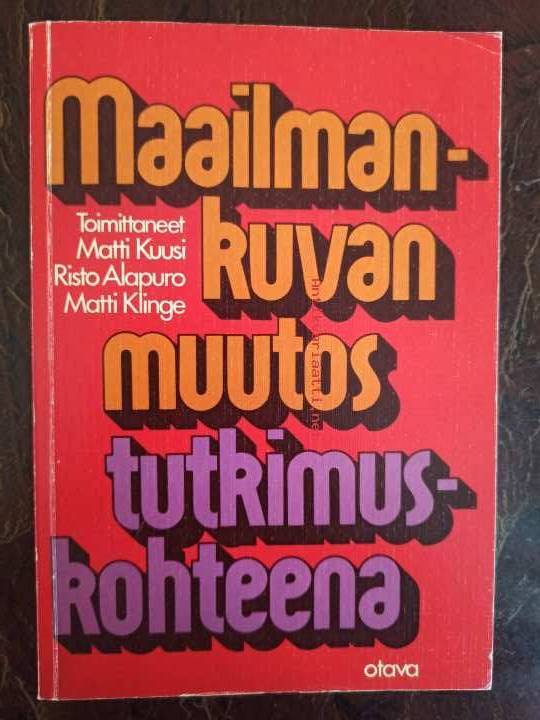 Maailman-
Toimittaneet
Matti Kuusi
Risto Alapuro
Matti Klinge
kuvan
muutos
tutkimus-
kohteena
otava